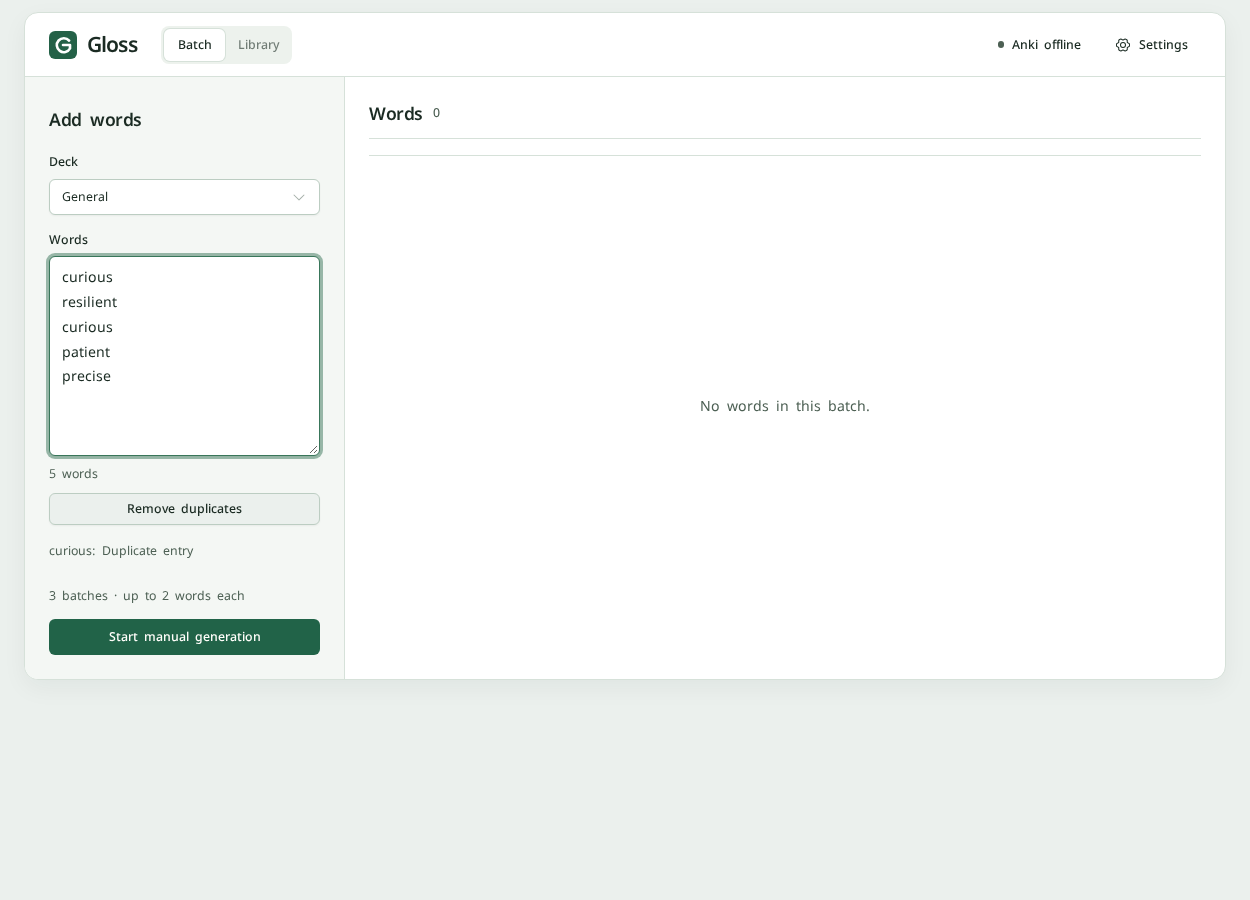 Gloss
Batch
Library
Anki offline
Settings
Add words
Deck
General
Words
curious
resilient
curious
patient
precise
5 words
Remove duplicates
curious: Duplicate entry
3 batches · up to 2 words each
Start manual generation
Words 0
No words in this batch.